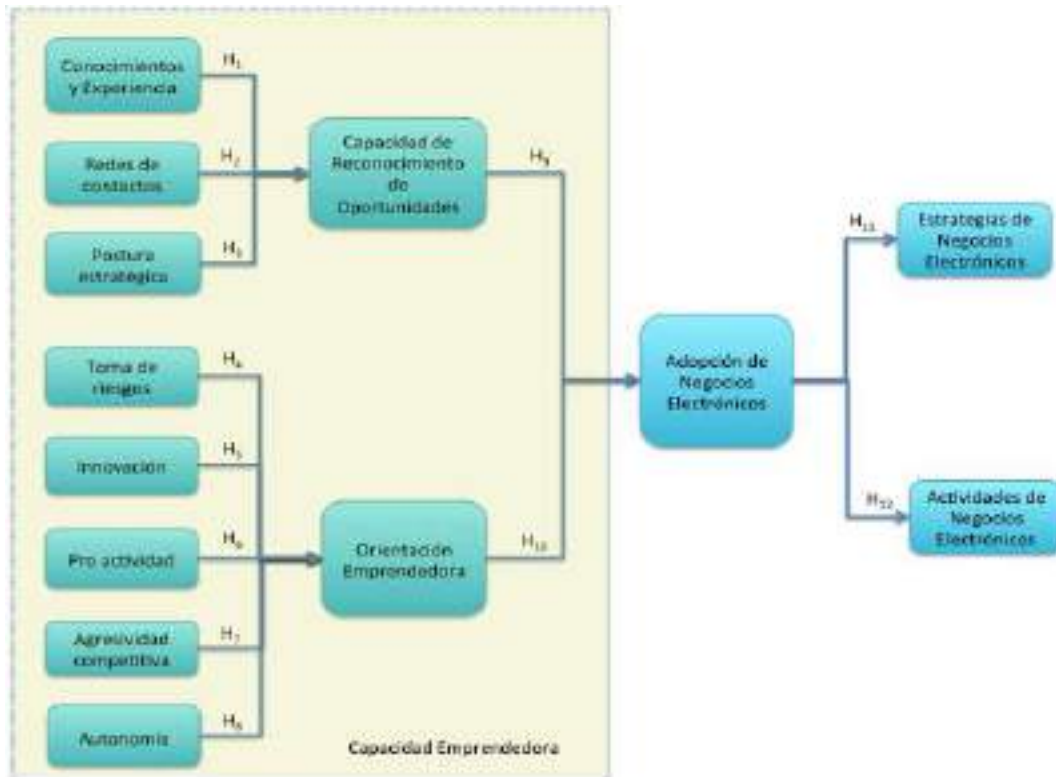 Conocimientos
y Experiencia
H1
Redes de
contactos
H2
Postura
estratégica
H3
Capacidad de
Reconocimiento
de
Oportunidades
H9
Toma de
riesgos
H4
Innovación
H5
Pro actividad
H6
Agresividad
competitiva
H7
Autonomía
H8
Orientación
Emprendedora
H10
Capacidad Emprendedora
Adopción de
Negocios
Electrónicos
H11
Estrategias de
Negocios
Electrónicos
H12
Actividades de
Negocios
Electrónicos